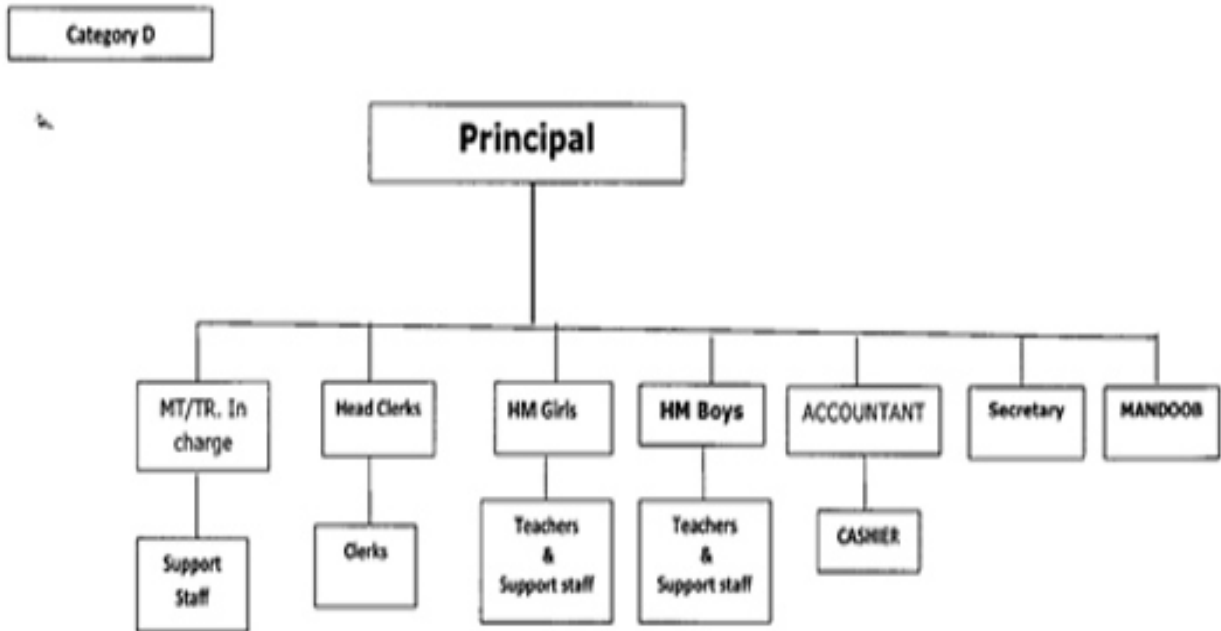 Category D
Principal
MT/TR. In
charge
Head Clerks
HM Girls
HM Boys
ACCOUNTANT
Secretary
MANDOOB
Support
Staff
Clerks
Teachers
&
Support staff
Teachers
&
Support staff
CASHIER